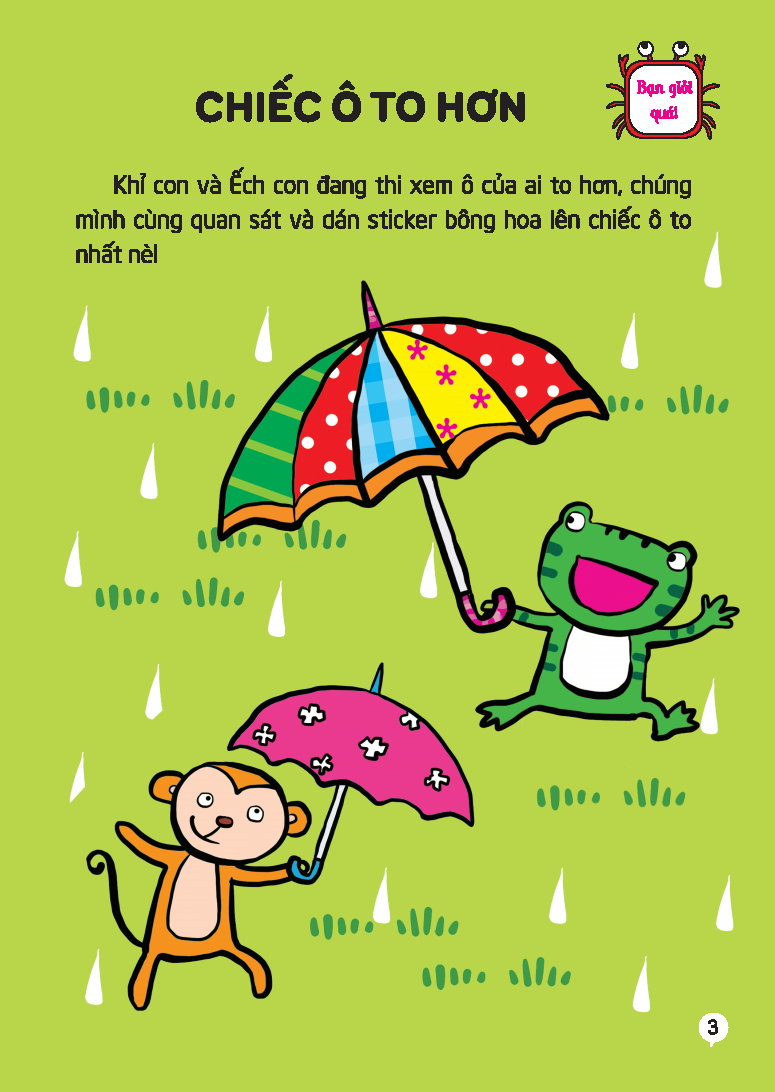 CHIẾC Ô TO HƠN
Bạn giỏi
quá!
Khỉ con và Ếch con đang thi xem ô của ai to hơn, chúng
mình cùng quan sát và dán sticker bông hoa lên chiếc ô to
nhất nè!
3